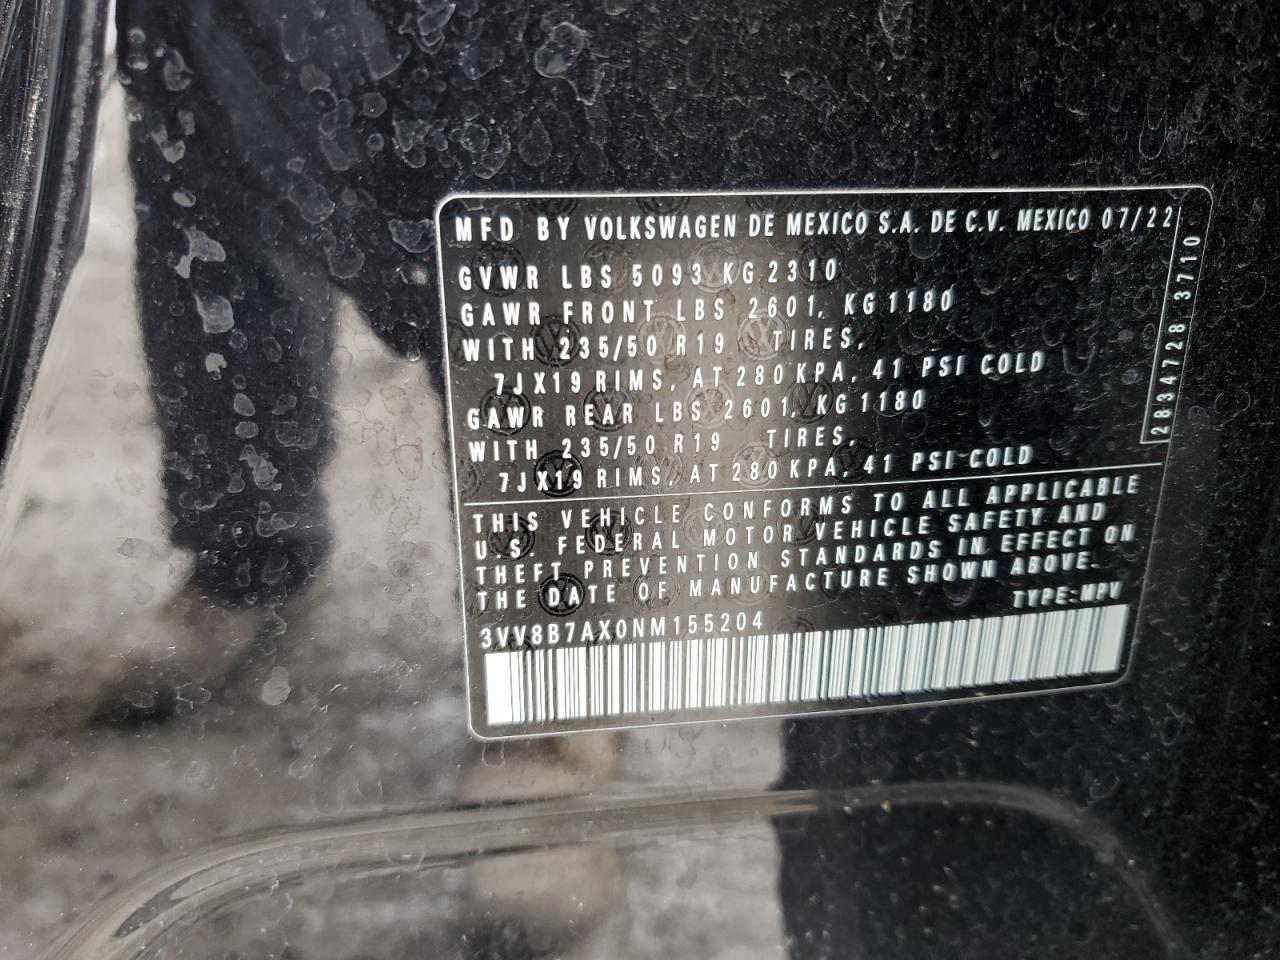 MFD BY VOLKSWAGEN DE MEXICO S.A. DE C.V. MEXICO 07/22
GVWR LBS 5093 KG 2310
GAWR FRONT LBS 2601, KG 1180
WITH 235/50 R19 TIRES,
7JX19 RIMS, AT 280 KPA, 41 PSI COLD
GAWR REAR LBS 2601, KG 1180
WITH 235/50 R19 TIRES,
7JX19 RIMS, AT 280 KPA, 41 PSI COLD
THIS VEHICLE CONFORMS TO ALL APPLICABLE
U.S. FEDERAL MOTOR VEHICLE SAFETY AND
THEFT PREVENTION STANDARDS IN EFFECT ON
THE DATE OF MANUFACTURE SHOWN ABOVE.
TYPE:MPV
3VV8B7AX0NM155204
2834728 3710